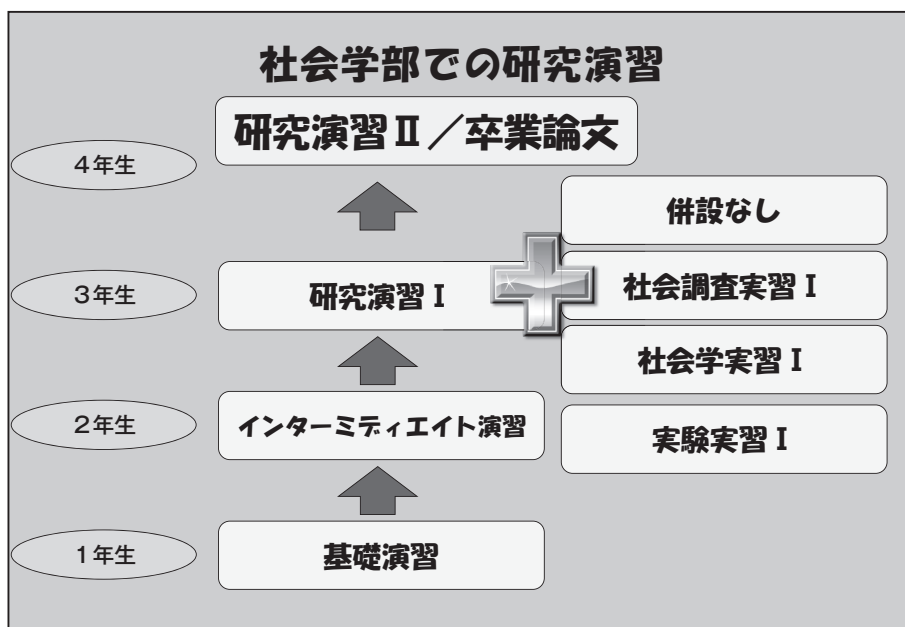 社会学部での研究演習
研究演習Ⅱ/卒業論文
4年生
併設なし
3年生
研究演習Ⅰ
社会調査実習Ⅰ
社会学実習Ⅰ
2年生
インターミディエイト演習
実験実習Ⅰ
1年生
基礎演習